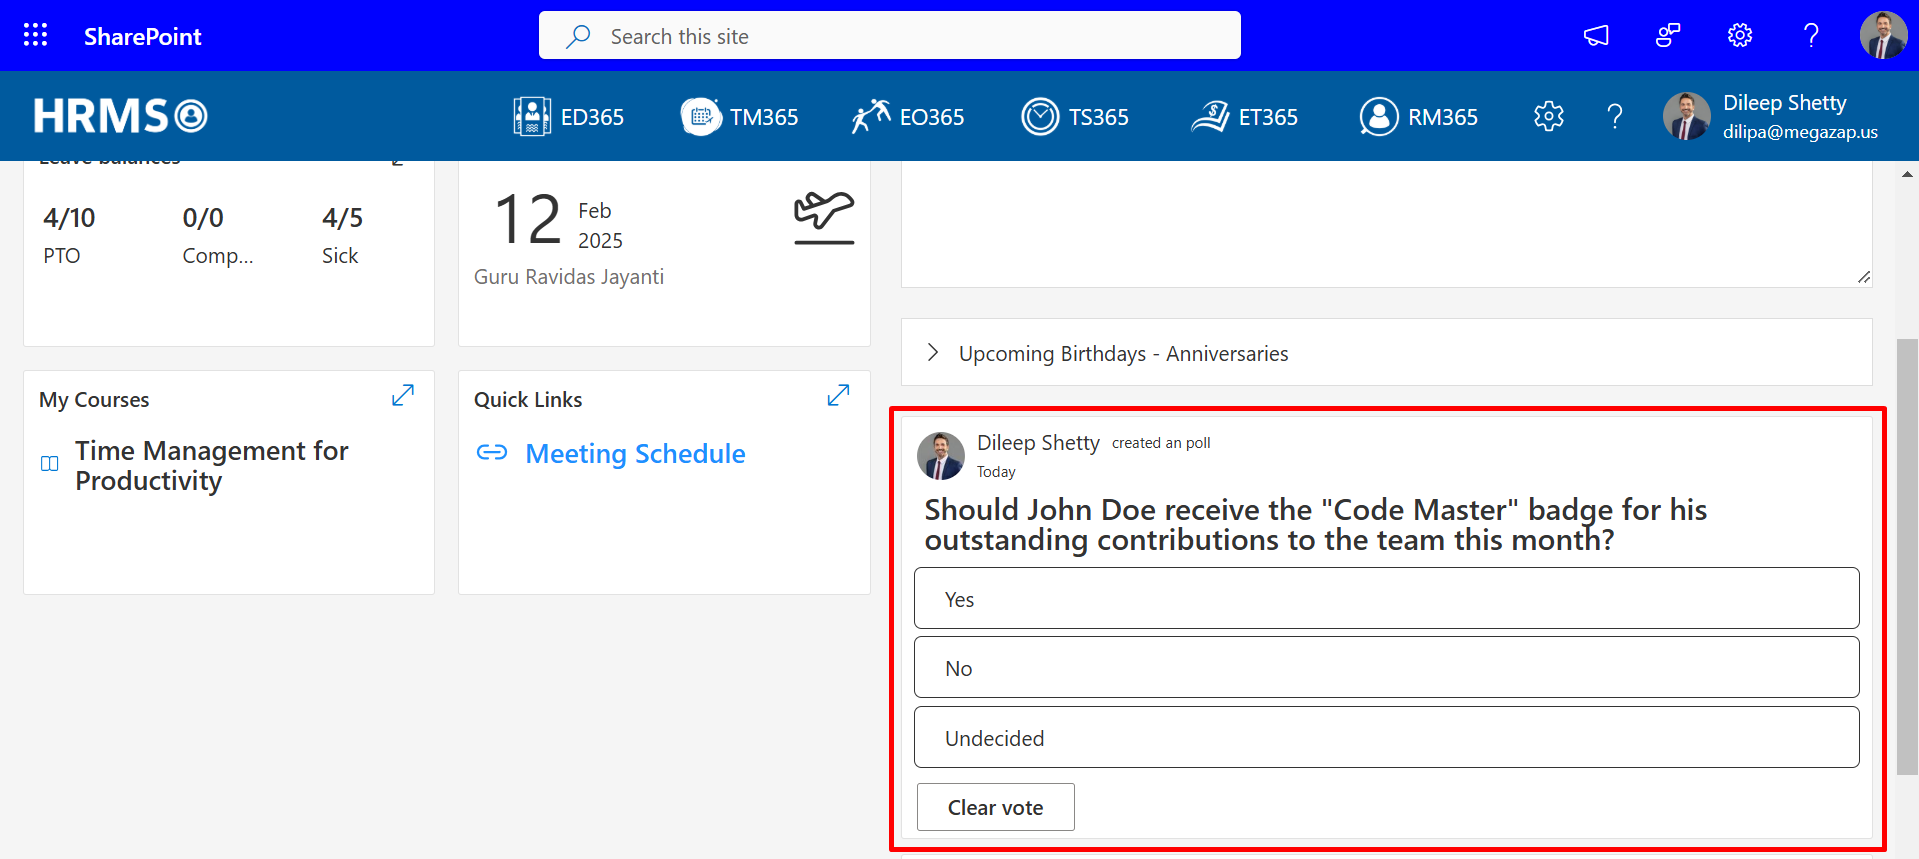 SharePoint
Search this site
HRMS
ED365
TM365
EO365
TS365
ET365
RM365
Dileep Shetty
dilipa@megazap.us
Leave balances
4/10
0/0
4/5
PTO
Comp...
Sick
12
Feb
2025
Guru Ravidas Jayanti
Upcoming Birthdays - Anniversaries
My Courses
Time Management for
Productivity
Quick Links
Meeting Schedule
Dileep Shetty created an poll
Today
Should John Doe receive the "Code Master" badge for his
outstanding contributions to the team this month?
Yes
No
Undecided
Clear vote